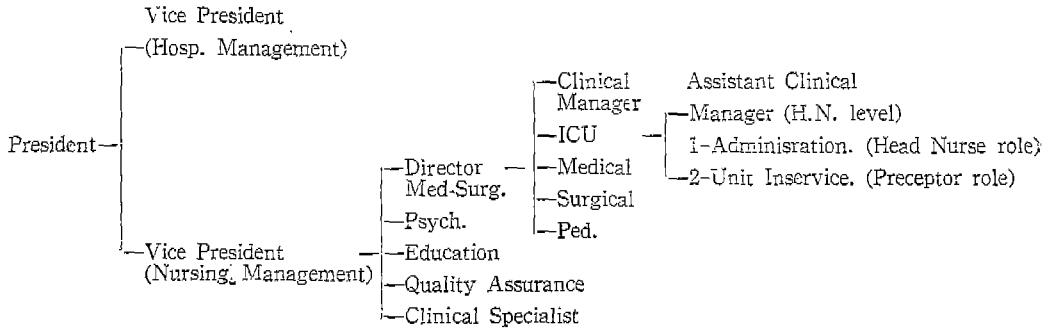 Vice President
(Hosp. Management)
President
Clinical
Manager
Assistant Clinical
Manager (H.N. level)
ICU
1-Adminisration. (Head Nurse role)
Director
Med-Surg.
Medical
2-Unit Inservice. (Preceptor role)
Surgical
Psych.
Ped.
Vice President
(Nursing Management)
Education
Quality Assurance
Clinical Specialist